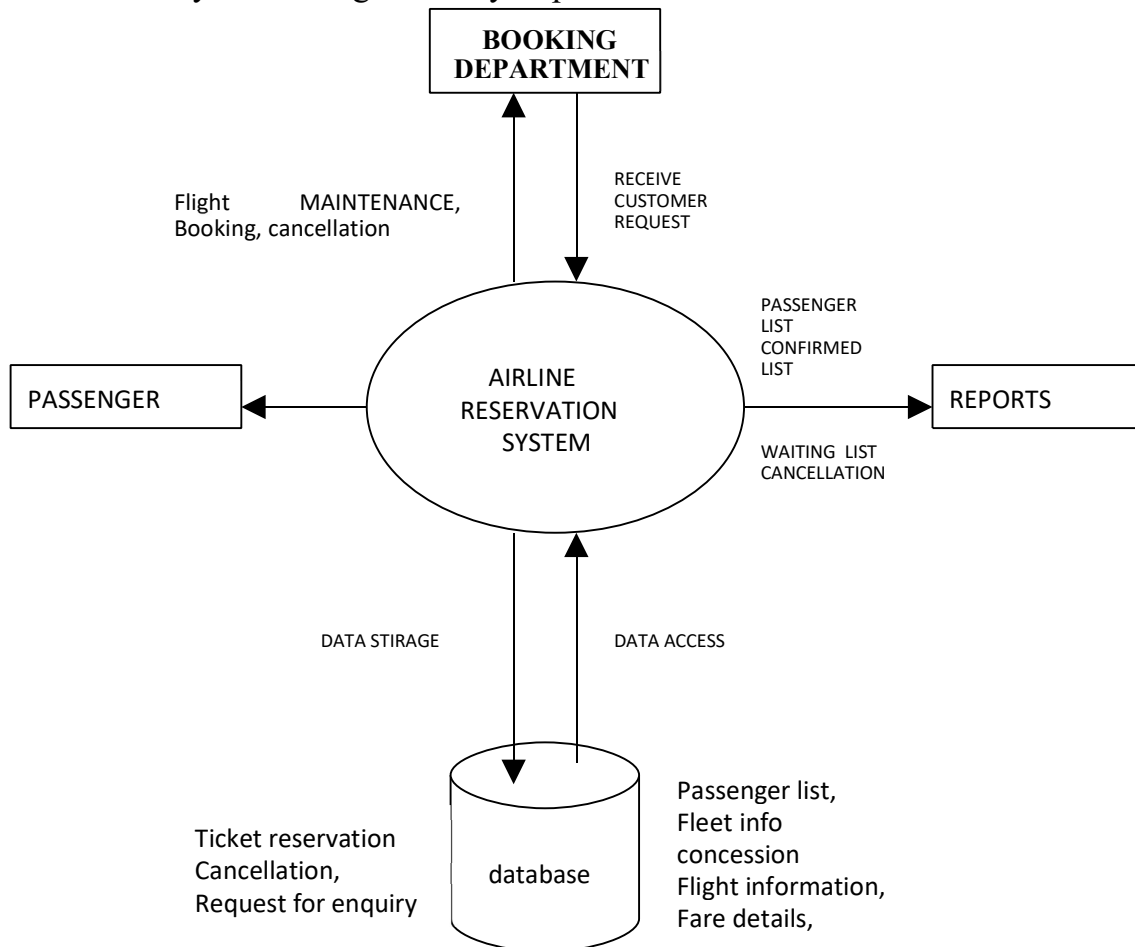 BOOKING
DEPARTMENT
Flight MAINTENANCE,
Booking, cancellation
RECEIVE
CUSTOMER
REQUEST
PASSENGER
LIST
CONFIRMED
LIST
PASSENGER
AIRLINE
RESERVATION
SYSTEM
REPORTS
WAITING LIST
CANCELLATION
DATA STIRAGE
DATA ACCESS
Ticket reservation
Cancellation,
Request for enquiry
database
Passenger list,
Fleet info
concession
Flight information,
Fare details,